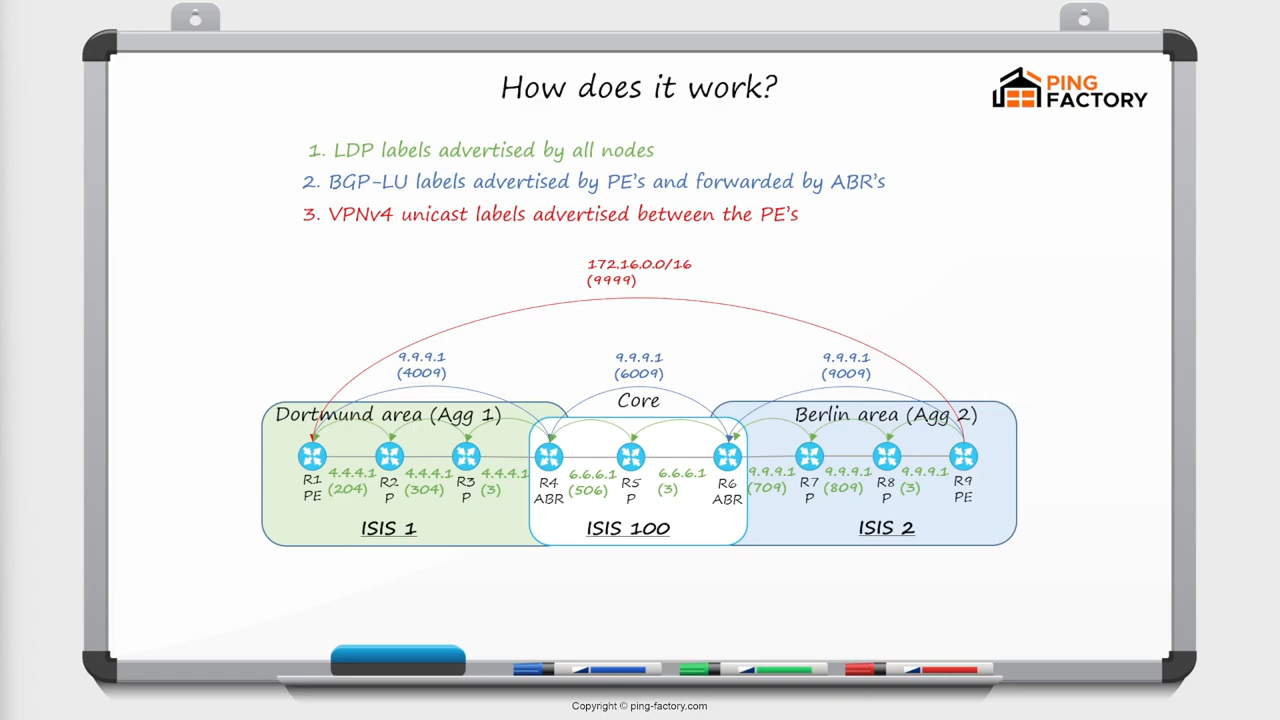 How does it work?
PING
FACTORY
1. LDP labels advertised by all nodes
2. BGP-LU labels advertised by PE's and forwarded by ABR's
3. VPNv4 unicast labels advertised between the PE's
172.16.0.0/16
(9999)
9.9.9.1
(4009)
9.9.9.1
(6009)
9.9.9.1
(9009)
Dortmund area (Agg 1)
Core
Berlin area (Agg 2)
R1
PE
4.4.4.1
(204)
R2
P
4.4.4.1
(304)
R3
P
4.4.4.1
(3)
R4
ABR
6.6.6.1
(506)
R5
P
6.6.6.1
(3)
R6
ABR
9.9.9.1
(709)
R7
P
9.9.9.1
(809)
R8
P
9.9.9.1
(3)
R9
PE
ISIS 1
ISIS 100
ISIS 2
Copyright © ping-factory.com